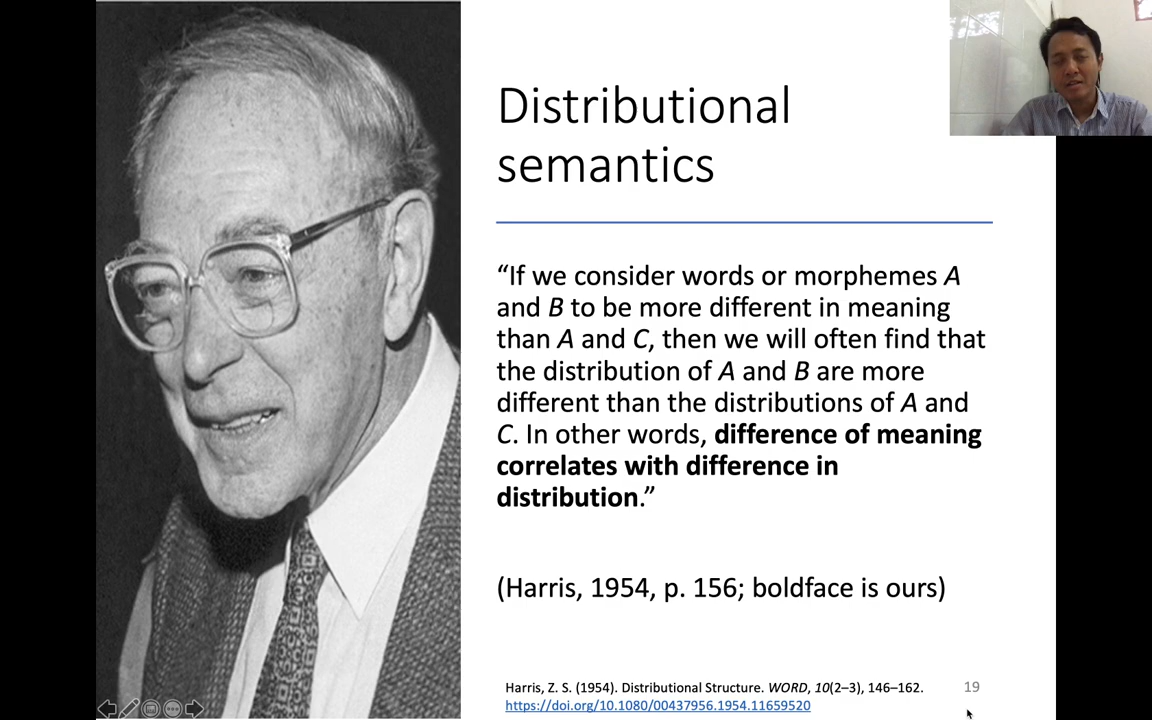 Distributional
semantics
“If we consider words or morphemes A
and B to be more different in meaning
than A and C, then we will often find that
the distribution of A and B are more
different than the distributions of A and
C. In other words, difference of meaning
correlates with difference in
distribution.”
(Harris, 1954, p. 156; boldface is ours)
Harris, Z. S. (1954). Distributional Structure. WORD, 10(2–3), 146–162.
https://doi.org/10.1080/00437956.1954.11659520
19